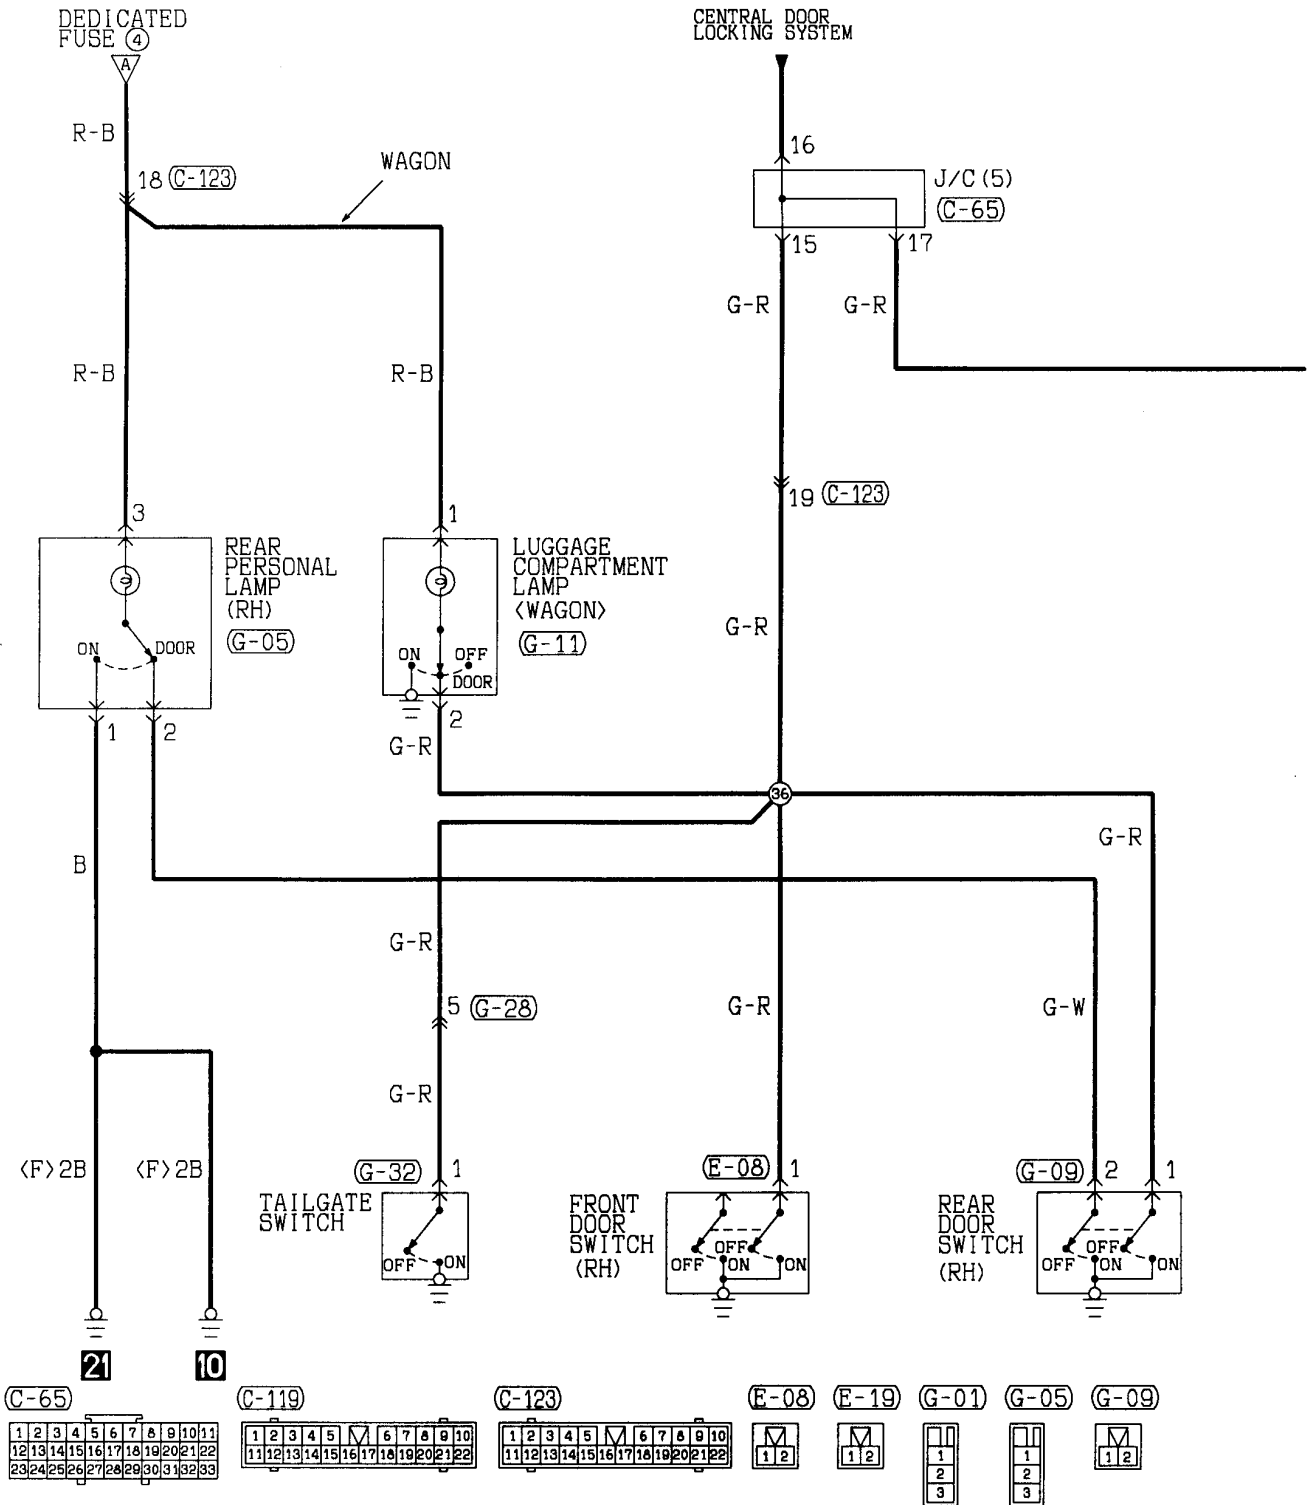 DEDICATED
FUSE ④
A
CENTRAL DOOR
LOCKING SYSTEM
R-B
18 (C-123)
WAGON
16
J/C (5)
(C-65)
15
17
G-R
G-R
R-B
R-B
19 (C-123)
3
1
REAR
PERSONAL
LAMP
(RH)
(G-05)
ON
DOOR
LUGGAGE
COMPARTMENT
LAMP
<WAGON>
(G-11)
ON
OFF
DOOR
G-R
1
2
2
G-R
36
G-R
B
G-R
5 (G-28)
G-R
G-W
G-R
<F>2B
<F>2B
(G-32) 1
(E-08) 1
(G-09) 2
1
TAILGATE
SWITCH
OFF
ON
FRONT
DOOR
SWITCH
(RH)
OFF
OFF
ON
ON
REAR
DOOR
SWITCH
(RH)
OFF
OFF
ON
ON
21
10
(C-65)
(C-119)
(C-123)
(E-08)
(E-19)
(G-01)
(G-05)
(G-09)
1 2 3 4 5 6 7 8 9 10 11
12 13 14 15 16 17 18 19 20 21 22
23 24 25 26 27 28 29 30 31 32 33
1 2 3 4 5 6 7 8 9 10
11 12 13 14 15 16 17 18 19 20 21 22
1 2 3 4 5 6 7 8 9 10
11 12 13 14 15 16 17 18 19 20 21 22
1 2
1 2
1
2
3
1
2
3
1 2